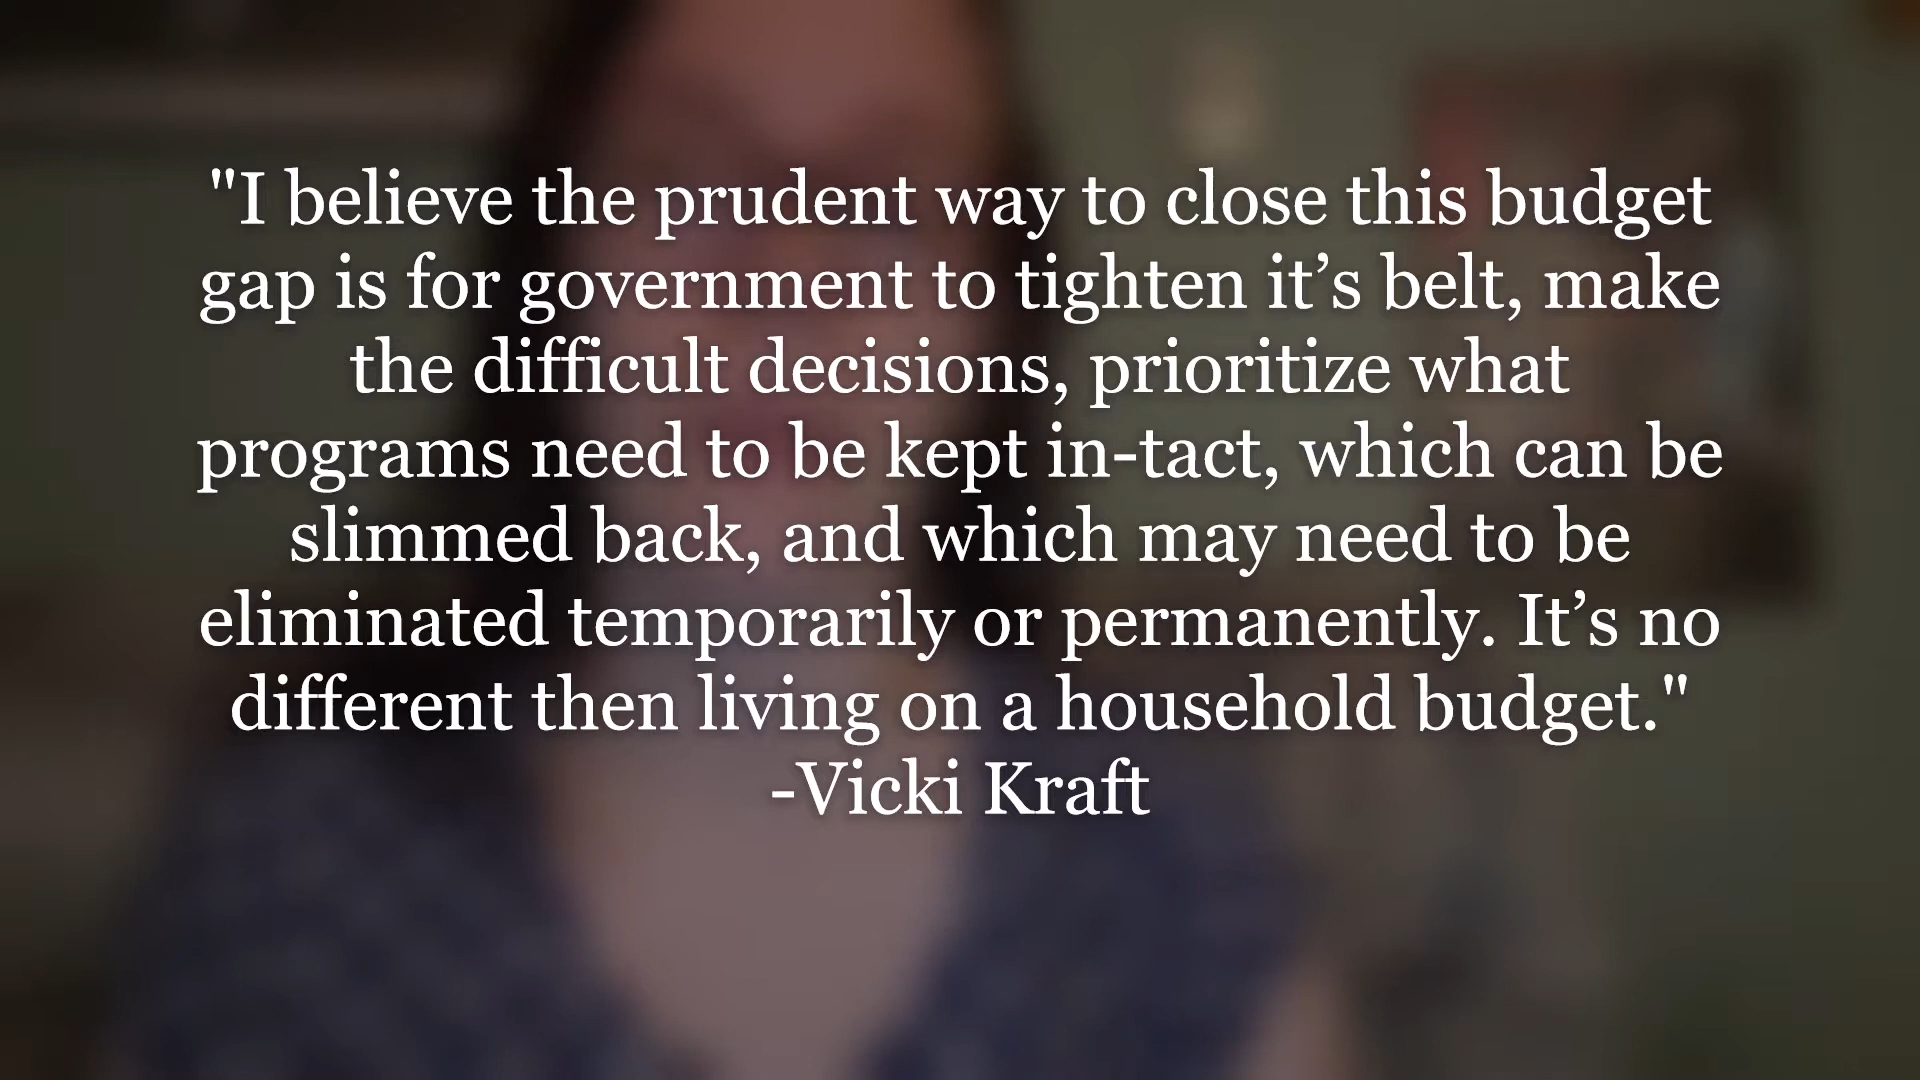 "I believe the prudent way to close this budget
gap is for government to tighten it’s belt, make
the difficult decisions, prioritize what
programs need to be kept in-tact, which can be
slimmed back, and which may need to be
eliminated temporarily or permanently. It’s no
different then living on a household budget."
-Vicki Kraft